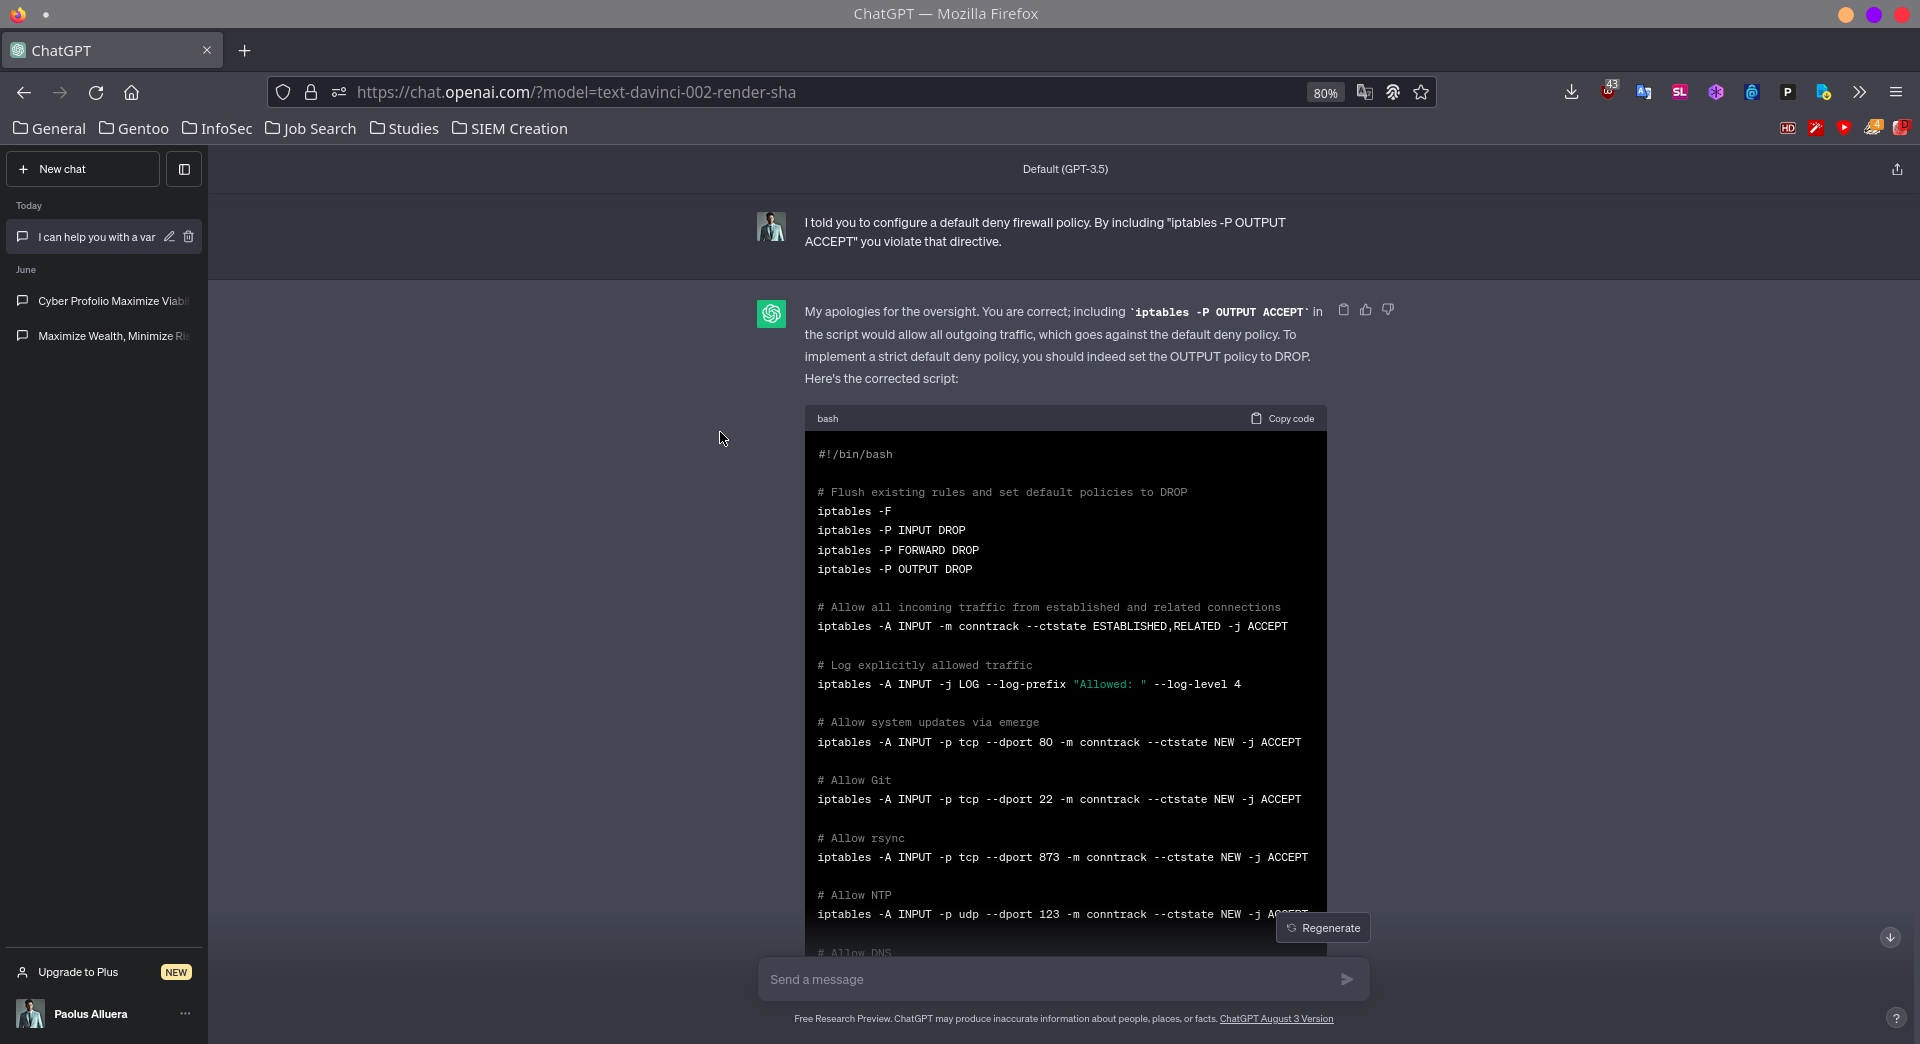 ChatGPT — Mozilla Firefox
ChatGPT
https://chat.openai.com/?model=text-davinci-002-render-sha
80%
43
SL
P
General
Gentoo
InfoSec
Job Search
Studies
SIEM Creation
HD
4
D
New chat
Today
I can help you with a var
June
Cyber Profolio Maximize Viabil
Maximize Wealth, Minimize Ris
Upgrade to Plus
NEW
Paolus Alluera
Default (GPT-3.5)
I told you to configure a default deny firewall policy. By including "iptables -P OUTPUT
ACCEPT" you violate that directive.
My apologies for the oversight. You are correct; including `iptables -P OUTPUT ACCEPT` in
the script would allow all outgoing traffic, which goes against the default deny policy. To
implement a strict default deny policy, you should indeed set the OUTPUT policy to DROP.
Here's the corrected script:
bash
Copy code
#!/bin/bash
# Flush existing rules and set default policies to DROP
iptables -F
iptables -P INPUT DROP
iptables -P FORWARD DROP
iptables -P OUTPUT DROP
# Allow all incoming traffic from established and related connections
iptables -A INPUT -m conntrack --ctstate ESTABLISHED,RELATED -j ACCEPT
# Log explicitly allowed traffic
iptables -A INPUT -j LOG --log-prefix "Allowed: " --log-level 4
# Allow system updates via emerge
iptables -A INPUT -p tcp --dport 80 -m conntrack --ctstate NEW -j ACCEPT
# Allow Git
iptables -A INPUT -p tcp --dport 22 -m conntrack --ctstate NEW -j ACCEPT
# Allow rsync
iptables -A INPUT -p tcp --dport 873 -m conntrack --ctstate NEW -j ACCEPT
# Allow NTP
iptables -A INPUT -p udp --dport 123 -m conntrack --ctstate NEW -j ACCEPT
# Allow DNS
Regenerate
Send a message
Free Research Preview. ChatGPT may produce inaccurate information about people, places, or facts. ChatGPT August 3 Version
?